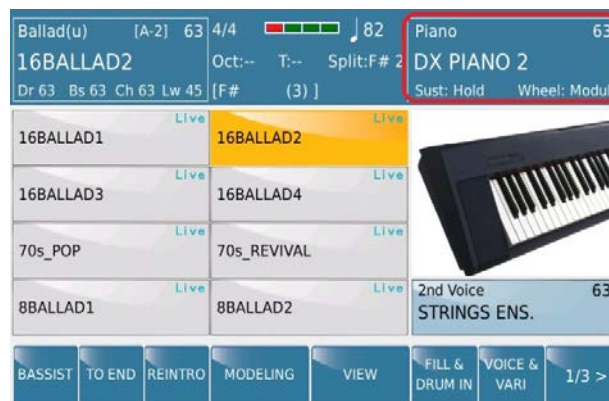 Ballad(u) [A-2] 63
16BALLAD2
Dr 63 Bs 63 Ch 63 Lw 45
4/4 82
Oct:-- T:-- Split:F# 2
[F# (3) ]
Piano 63
DX PIANO 2
Sust: Hold Wheel: Modul
Live
16BALLAD1
Live
16BALLAD2
Live
16BALLAD3
Live
16BALLAD4
Live
70s_POP
Live
70s_REVIVAL
Live
8BALLAD1
Live
8BALLAD2
2nd Voice 63
STRINGS ENS.
BASSIST
TO END
REINTRO
MODELING
VIEW
FILL &
DRUM IN
VOICE &
VARI
1/3 >